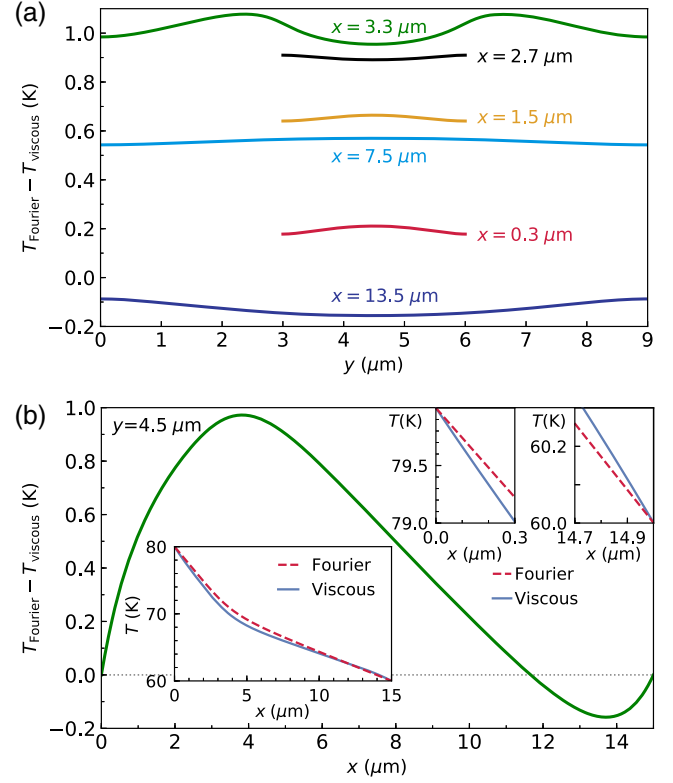 (a)
T_Fourier − T_viscous (K)
1.0
0.8
0.6
0.4
0.2
0.0
−0.2
x = 3.3 μm
x = 2.7 μm
x = 1.5 μm
x = 7.5 μm
x = 0.3 μm
x = 13.5 μm
0 1 2 3 4 5 6 7 8 9
y (μm)
(b)
T_Fourier − T_viscous (K)
1.0
0.8
0.6
0.4
0.2
0.0
−0.2
y=4.5 μm
T(K)
79.5
79.0
0.0 0.3
x (μm)
T(K)
60.2
60.0
14.7 14.9
x (μm)
Fourier
Viscous
T (K)
80
70
60
Fourier
Viscous
0 5 10 15
x (μm)
0 2 4 6 8 10 12 14
x (μm)